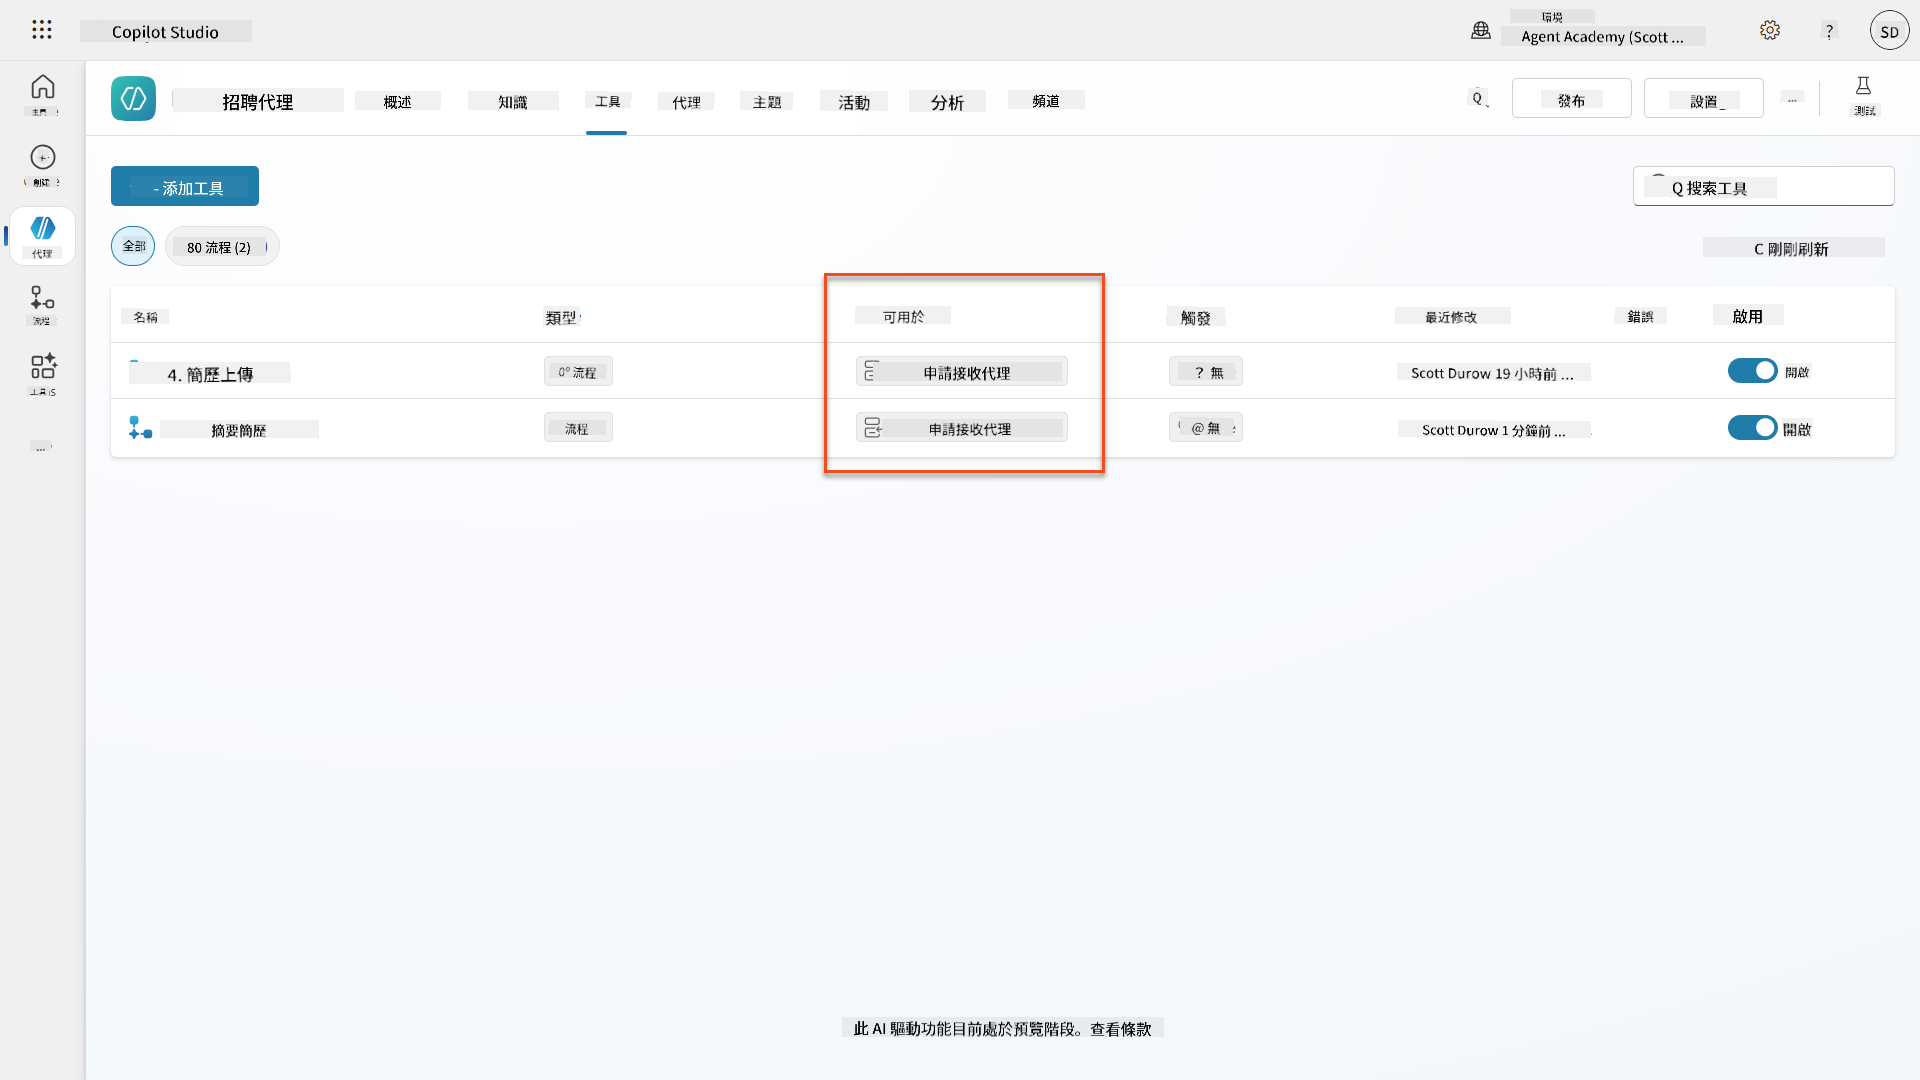 Copilot Studio
環境
Agent Academy (Scott ...
?
SD
主頁
創建
代理
流程
工具
...
招聘代理
概述
知識
工具
代理
主題
活動
分析
頻道
發布
設置
...
測試
- 添加工具
Q 搜索工具
全部
80 流程 (2)
C 剛剛刷新
名稱
類型
可用於
觸發
最近修改
錯誤
啟用
4. 簡歷上傳
0° 流程
申請接收代理
? 無
Scott Durow 19 小時前 ...
開啟
摘要簡歷
流程
申請接收代理
@ 無
Scott Durow 1 分鐘前 ...
開啟
此 AI 驅動功能目前處於預覽階段。查看條款